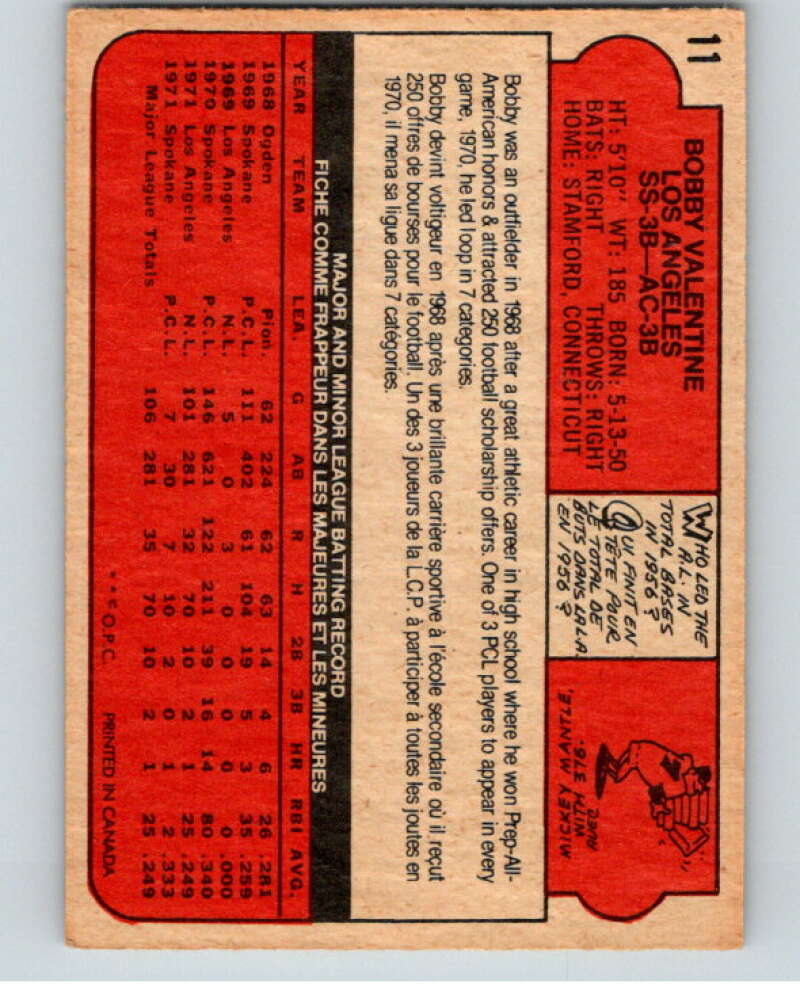 11
BOBBY VALENTINE
LOS ANGELES
SS-3B—AC-3B
HT: 5'10" WT: 185 BORN: 5-13-50
BATS: RIGHT THROWS: RIGHT
HOME: STAMFORD, CONNECTICUT
WHO LED THE
A.L. IN
TOTAL BASES
IN 1956?
QUI FINIT EN
TÊTE POUR
LE TOTAL DE
BUTS DANS LA L.A.
EN 1956?
MICKEY MANTLE,
WITH 376-
AVEC
Bobby was an outfielder in 1968 after a great athletic career in high school where he won Prep-All-
American honors & attracted 250 football scholarship offers. One of 3 PCL players to appear in every
game, 1970, he led loop in 7 categories.
Bobby devint voltigeur en 1968 après une brillante carrière sportive à l'école secondaire où il reçut
250 offres de bourses pour le football. Un des 3 joueurs de la L.C.P. à participer à toutes les joutes en
1970, il mena sa ligue dans 7 catégories.
MAJOR AND MINOR LEAGUE BATTING RECORD
FICHE COMME FRAPPEUR DANS LES MAJEURES ET LES MINEURES
YEAR TEAM LEA. G AB R H 2B 3B HR RBI AVG.
1968 Ogden Pion. 62 224 62 63 14 4 6 26 .281
1969 Spokane P.C.L. 111 402 61 104 19 5 3 35 .259
1969 Los Angeles N.L. 5 0 3 0 0 0 0 0 .000
1970 Spokane P.C.L. 146 621 122 211 39 16 14 80 .340
1971 Los Angeles N.L. 101 281 32 70 10 2 1 25 .249
1971 Spokane P.C.L. 7 30 7 10 2 0 1 2 .333
Major League Totals 106 281 35 70 10 2 1 25 .249
**© O.P.C. PRINTED IN CANADA